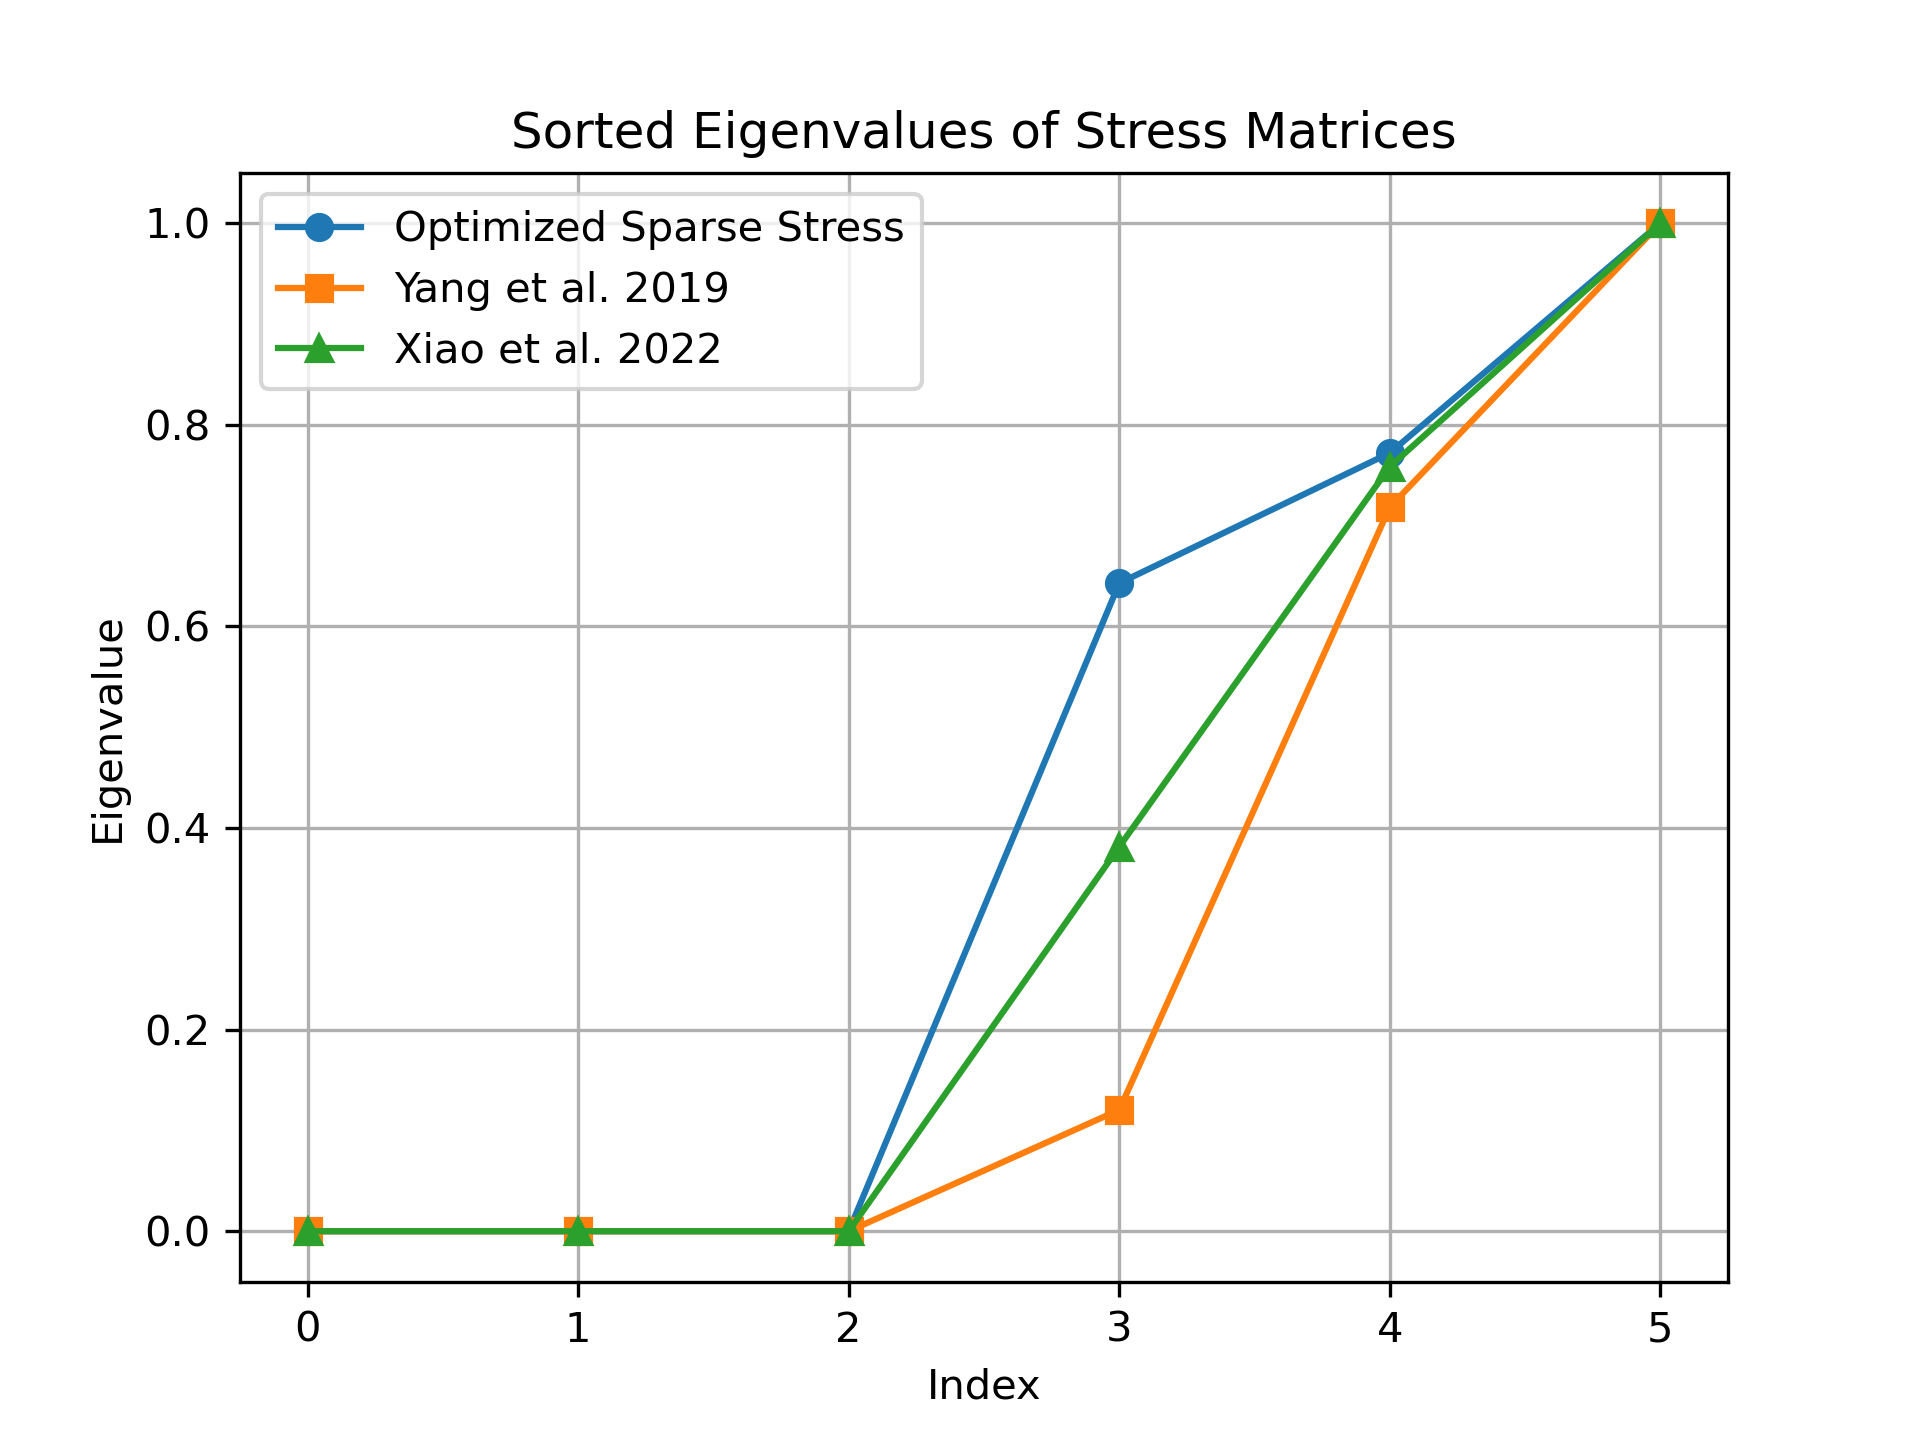 Sorted Eigenvalues of Stress Matrices
Optimized Sparse Stress
Yang et al. 2019
Xiao et al. 2022
1.0
0.8
0.6
0.4
0.2
0.0
Eigenvalue
0 1 2 3 4 5
Index